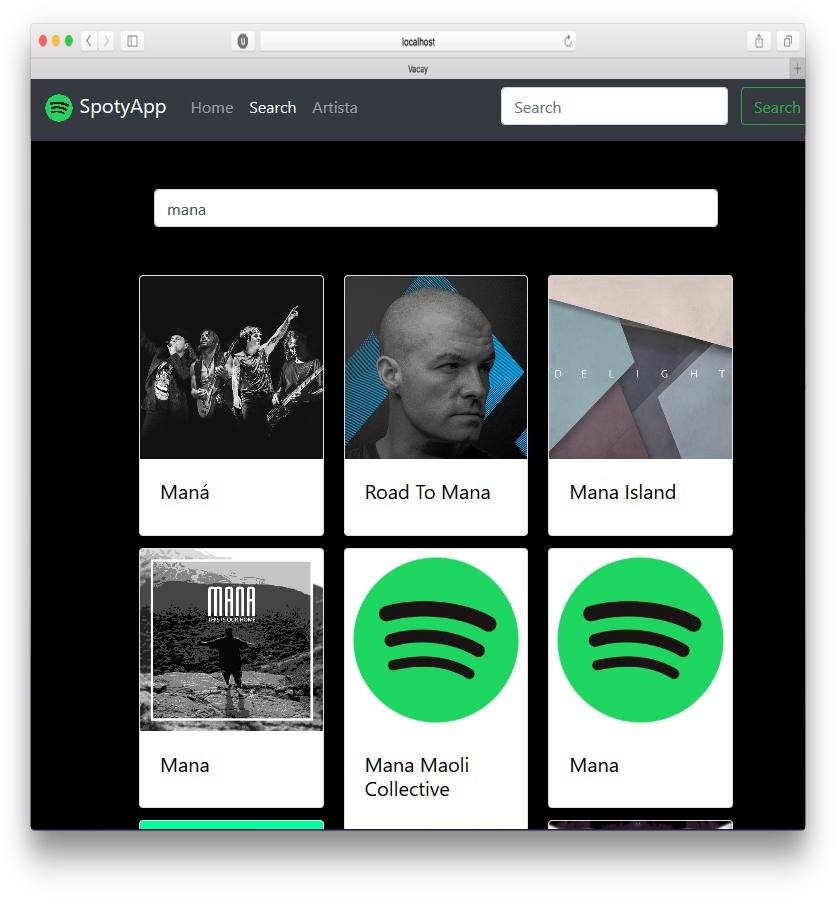 localhost
Vacay
SpotyApp Home Search Artista Search Search
mana
DELIGHT
Maná
Road To Mana
Mana Island
MANA
THIS IS OUR HOME
Mana
Mana Maoli
Collective
Mana